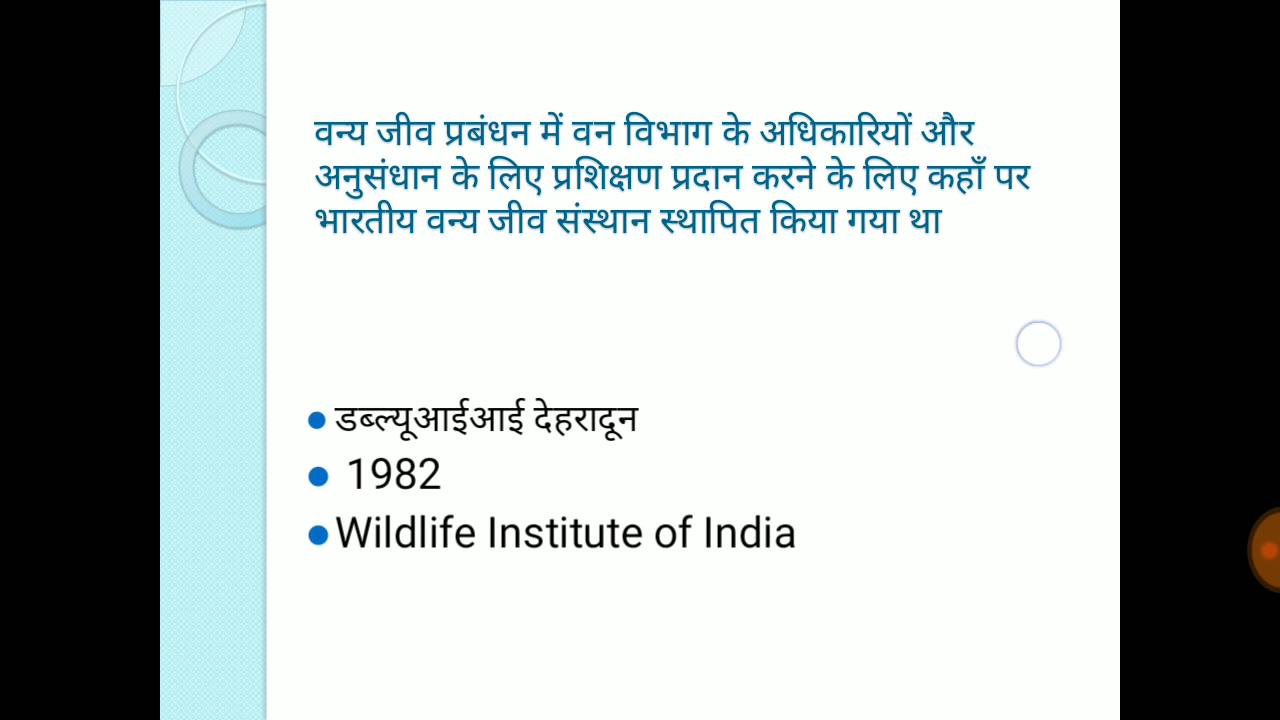 वन्य जीव प्रबंधन में वन विभाग के अधिकारियों और
अनुसंधान के लिए प्रशिक्षण प्रदान करने के लिए कहाँ पर
भारतीय वन्य जीव संस्थान स्थापित किया गया था
डब्ल्यूआईआई देहरादून
1982
Wildlife Institute of India